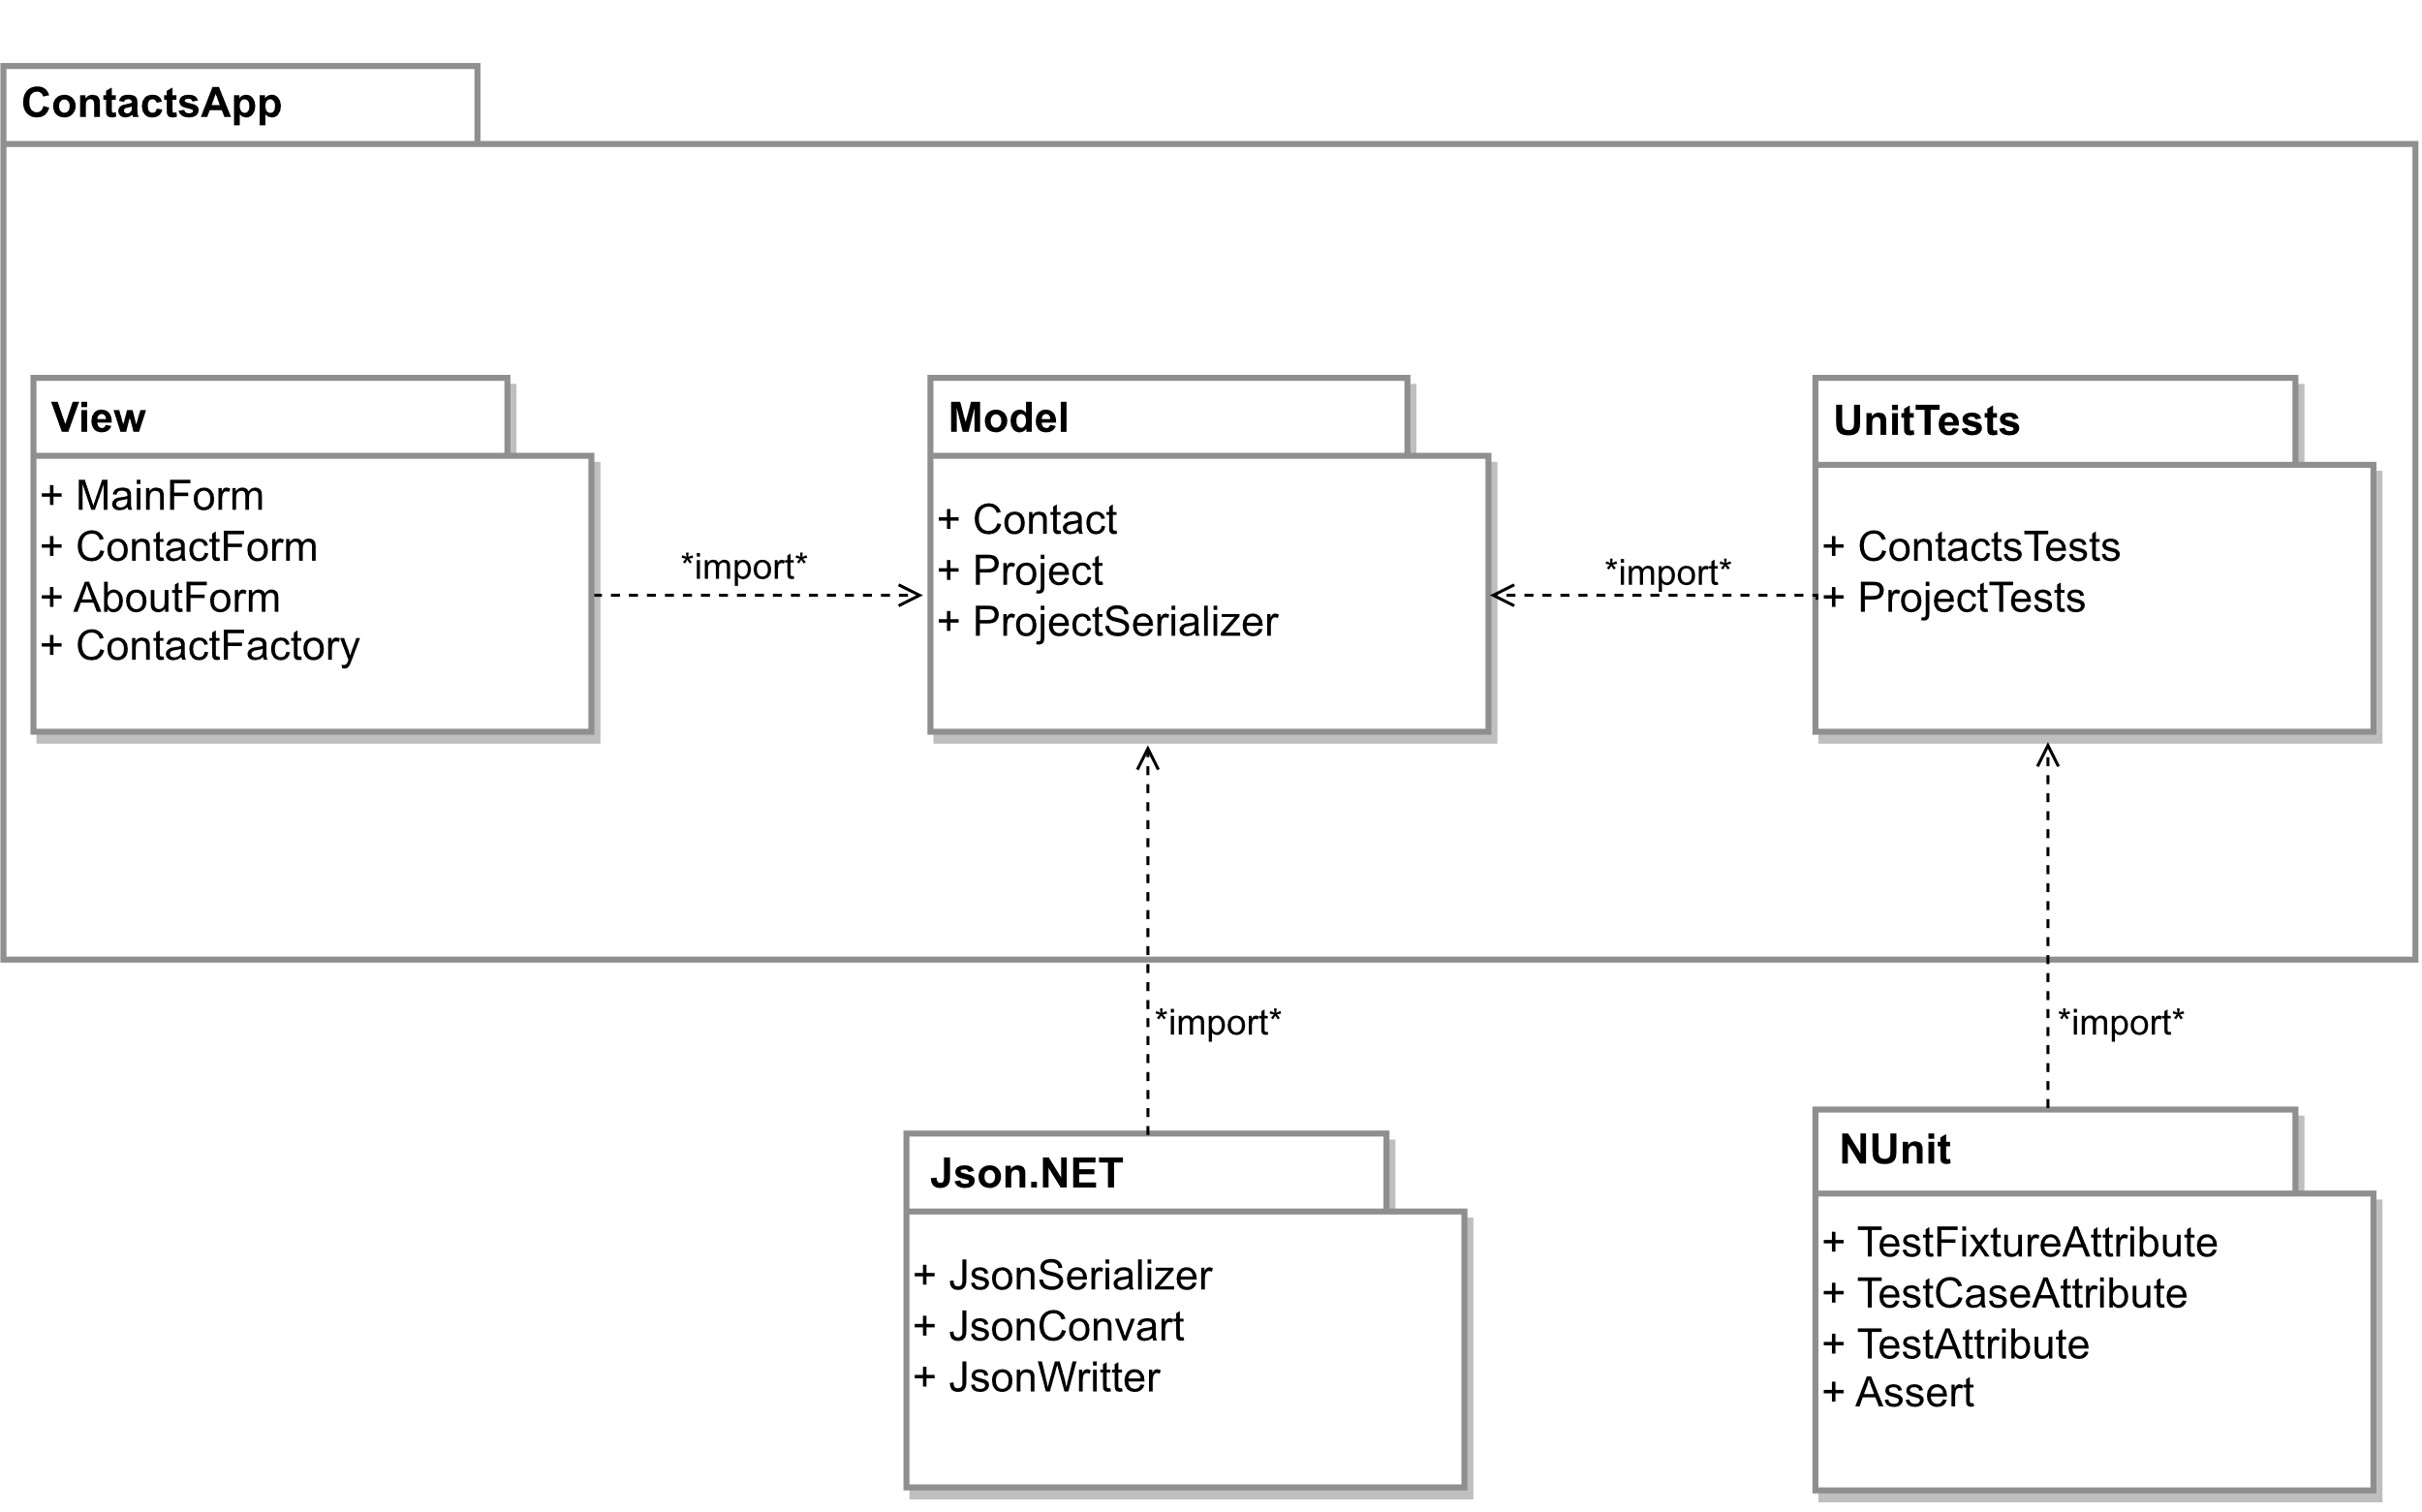 ContactsApp
View
+ MainForm
+ ContactForm
+ AboutForm
+ ContactFactory
*import*
Model
+ Contact
+ Project
+ ProjectSerializer
*import*
UnitTests
+ ContactsTests
+ ProjectTests
*import*
*import*
Json.NET
+ JsonSerializer
+ JsonConvart
+ JsonWritter
NUnit
+ TestFixtureAttribute
+ TestCaseAttribute
+ TestAttribute
+ Assert